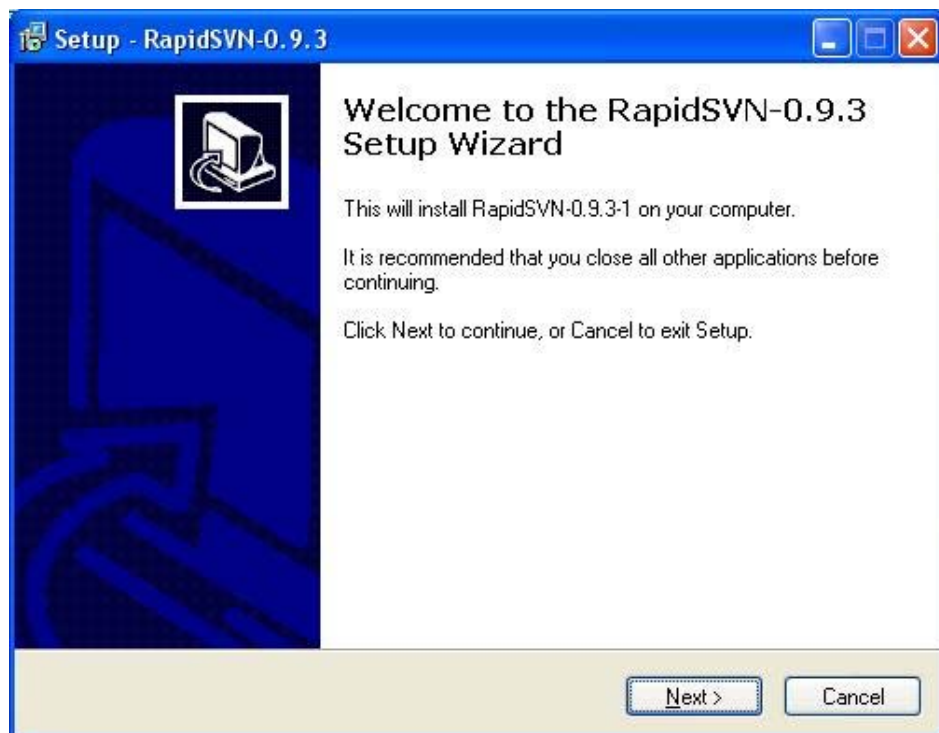 Setup - RapidSVN-0.9.3
Welcome to the RapidSVN-0.9.3
Setup Wizard
This will install RapidSVN-0.9.3-1 on your computer.
It is recommended that you close all other applications before
continuing.
Click Next to continue, or Cancel to exit Setup.
Next >
Cancel